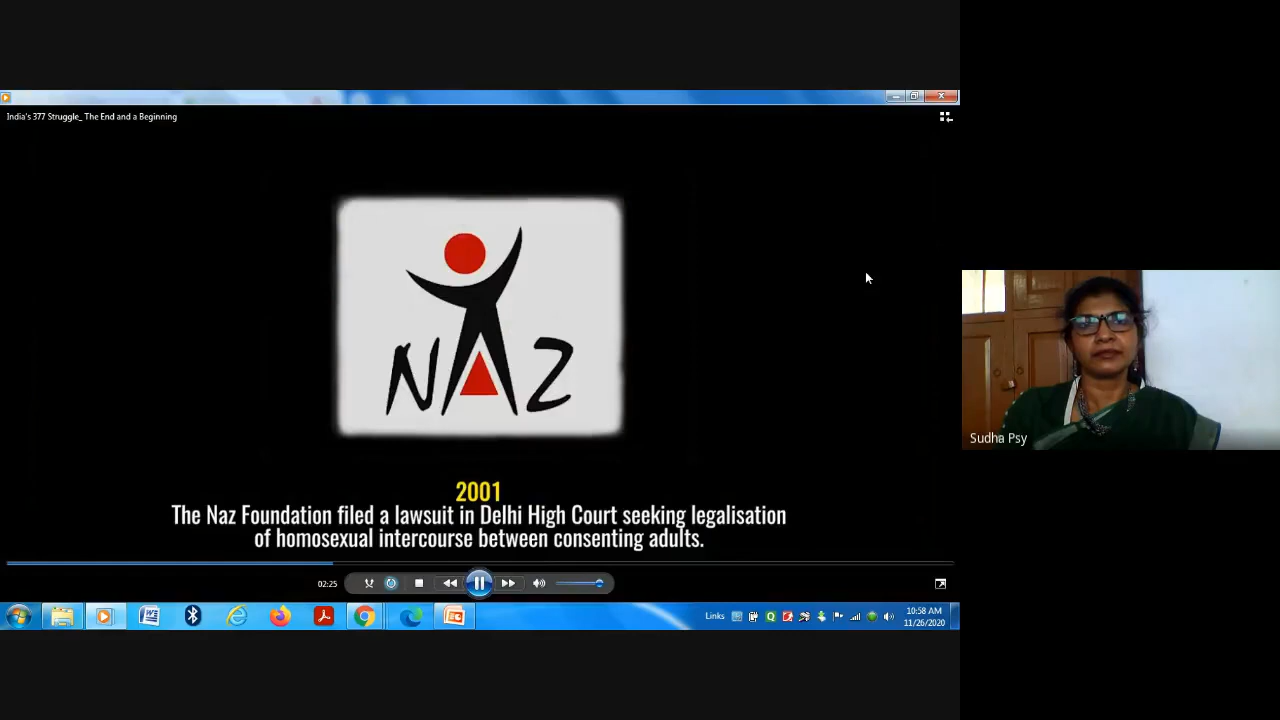 India's 377 Struggle_ The End and a Beginning
NAZ
2001
The Naz Foundation filed a lawsuit in Delhi High Court seeking legalisation
of homosexual intercourse between consenting adults.
02:25
Links
10:58 AM
11/26/2020
Sudha Psy